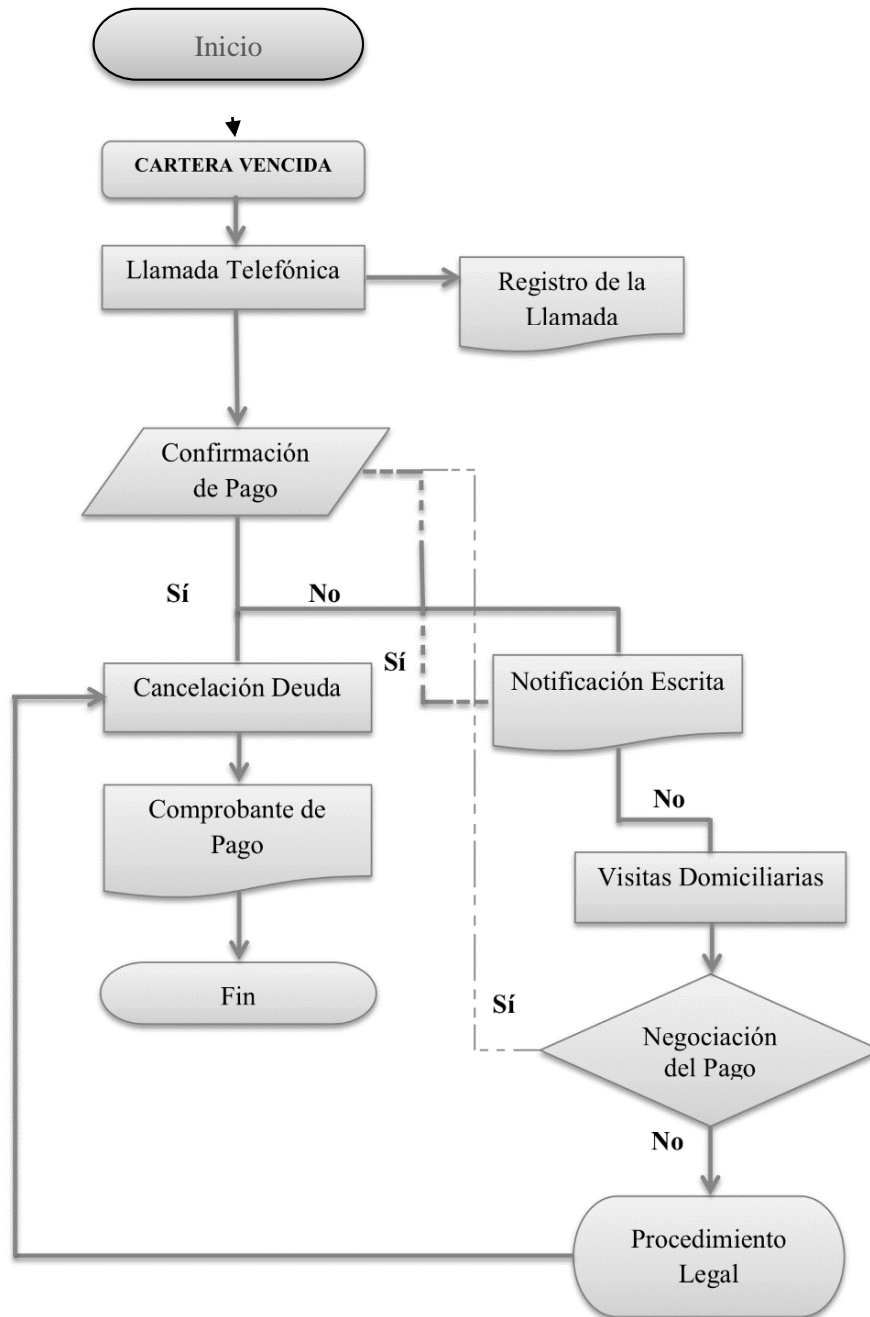 Inicio
CARTERA VENCIDA
Llamada Telefónica
Registro de la
Llamada
Confirmación
de Pago
Sí
No
Sí
Cancelación Deuda
Notificación Escrita
No
Comprobante de
Pago
Visitas Domiciliarias
Fin
Sí
Negociación
del Pago
No
Procedimiento
Legal